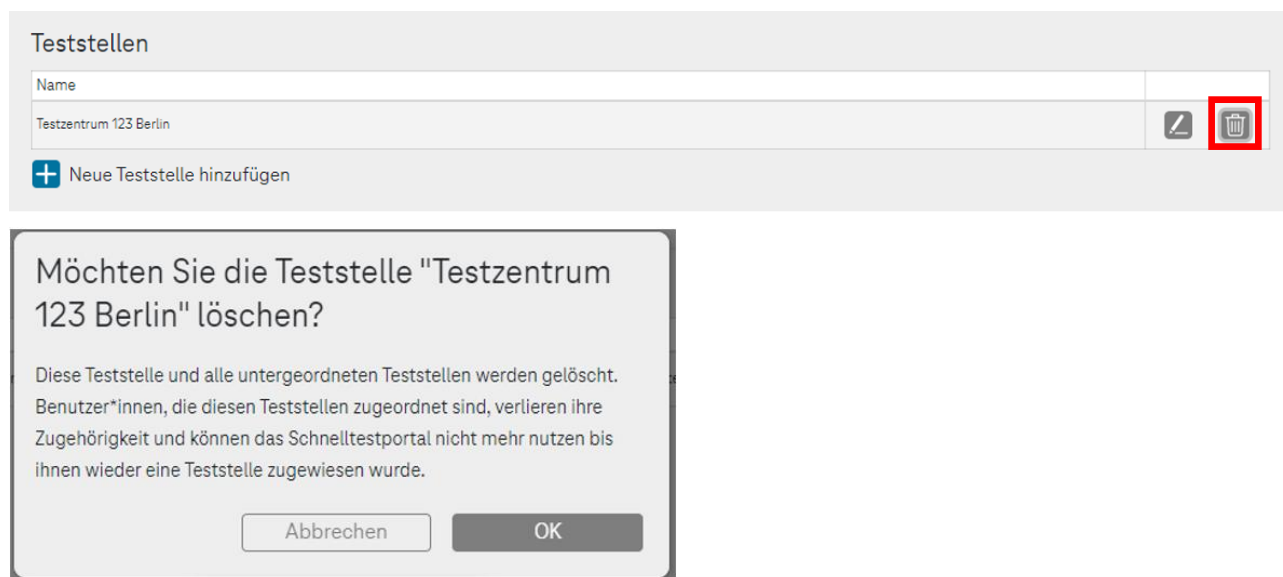 Teststellen
Name
Testzentrum 123 Berlin
Neue Teststelle hinzufügen
Möchten Sie die Teststelle "Testzentrum
123 Berlin" löschen?
Diese Teststelle und alle untergeordneten Teststellen werden gelöscht.
Benutzer*innen, die diesen Teststellen zugeordnet sind, verlieren ihre
Zugehörigkeit und können das Schnelltestportal nicht mehr nutzen bis
ihnen wieder eine Teststelle zugewiesen wurde.
Abbrechen
OK